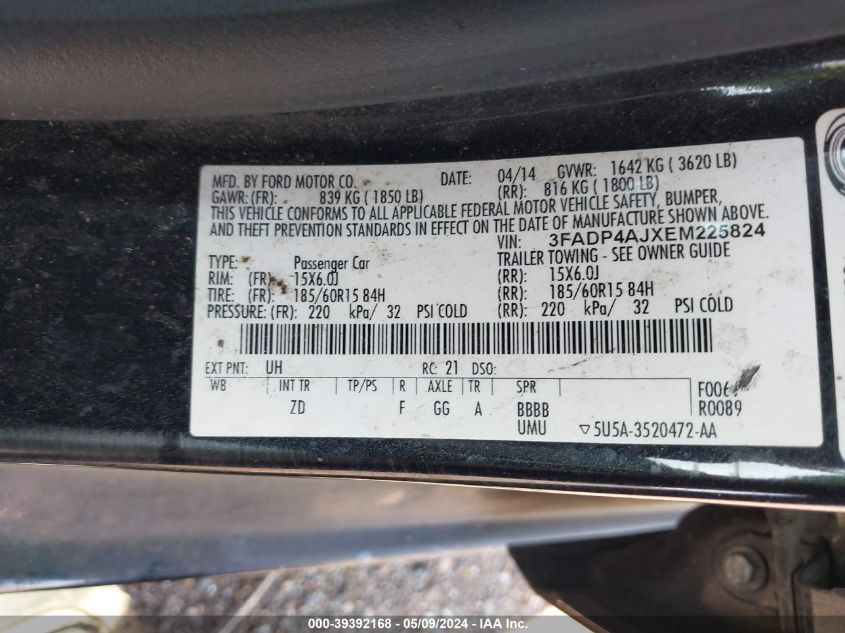 MFD. BY FORD MOTOR CO. DATE: 04/14 GVWR: 1642 KG ( 3620 LB)
GAWR: (FR): 839 KG ( 1850 LB) (RR): 816 KG ( 1800 LB)
THIS VEHICLE CONFORMS TO ALL APPLICABLE FEDERAL MOTOR VEHICLE SAFETY, BUMPER,
AND THEFT PREVENTION STANDARDS IN EFFECT ON THE DATE OF MANUFACTURE SHOWN ABOVE.
VIN: 3FADP4AJXEM225824
TYPE: Passenger Car TRAILER TOWING - SEE OWNER GUIDE
RIM: (FR) 15X6.0J (RR): 15X6.0J
TIRE: (FR): 185/60R15 84H (RR): 185/60R15 84H
PRESSURE: (FR): 220 kPa/ 32 PSI COLD (RR): 220 kPa/ 32 PSI COLD
EXT PNT: UH RC: 21 DSO:
WB INT TR TP/PS R AXLE TR SPR
ZD F GG A BBBB R0089
UMU ▽5U5A-3520472-AA
000-39392168 - 05/09/2024 - IAA Inc.